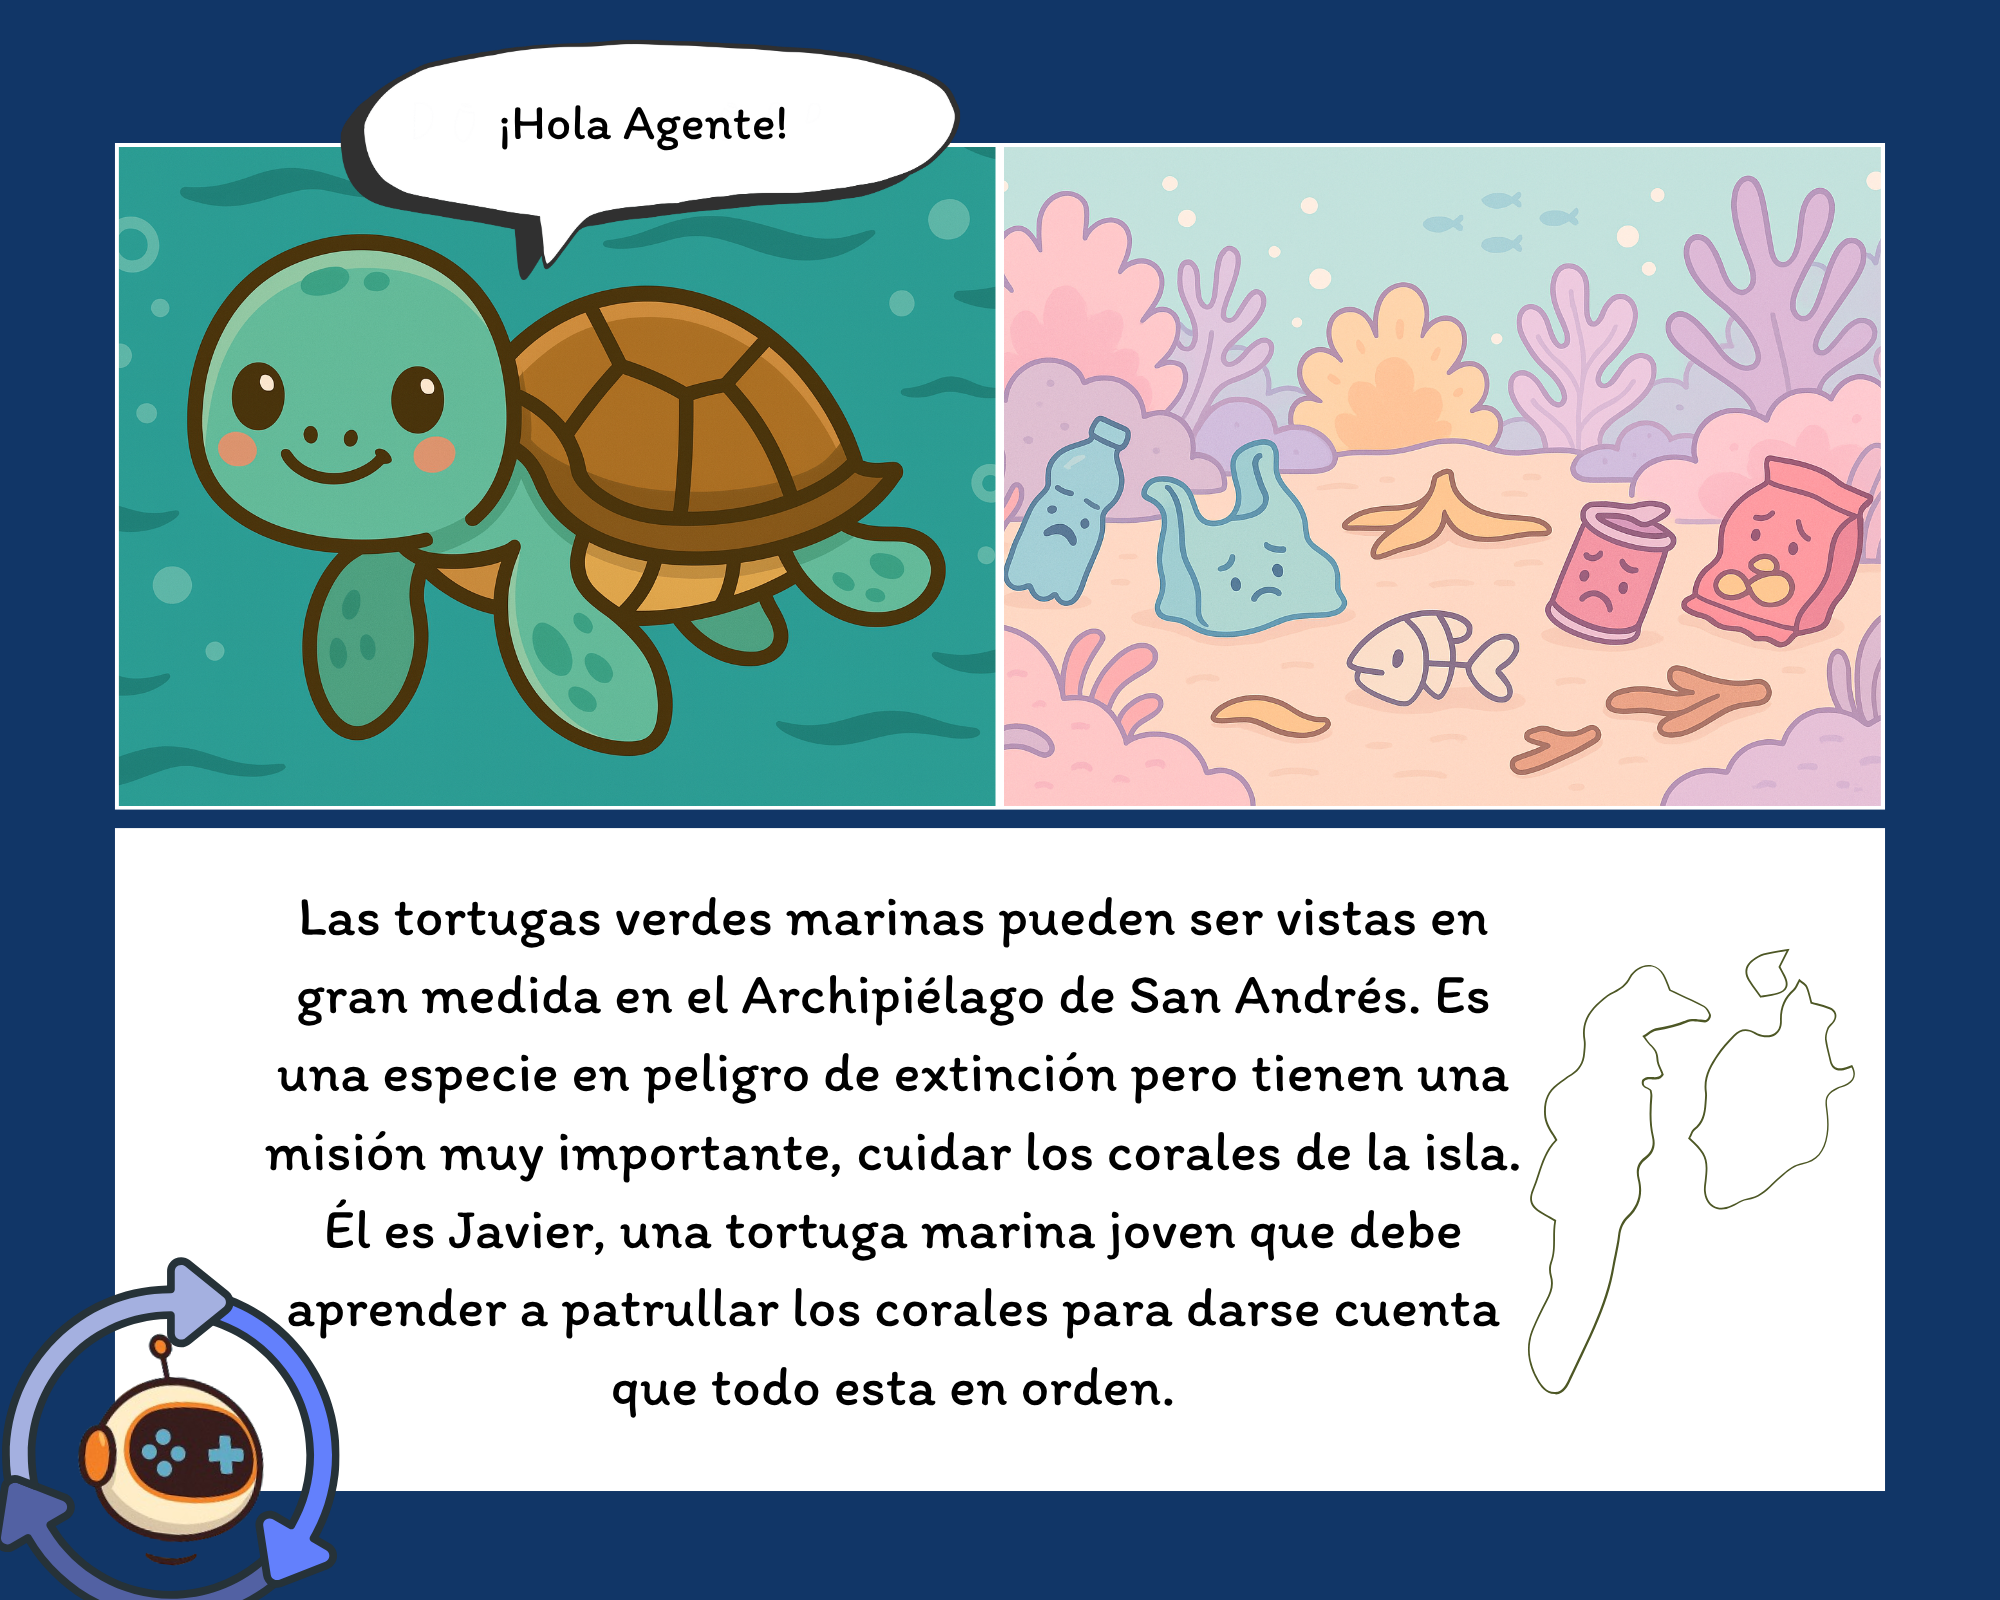 ¡Hola Agente!
Las tortugas verdes marinas pueden ser vistas en
gran medida en el Archipiélago de San Andrés. Es
una especie en peligro de extinción pero tienen una
misión muy importante, cuidar los corales de la isla.
Él es Javier, una tortuga marina joven que debe
aprender a patrullar los corales para darse cuenta
que todo esta en orden.